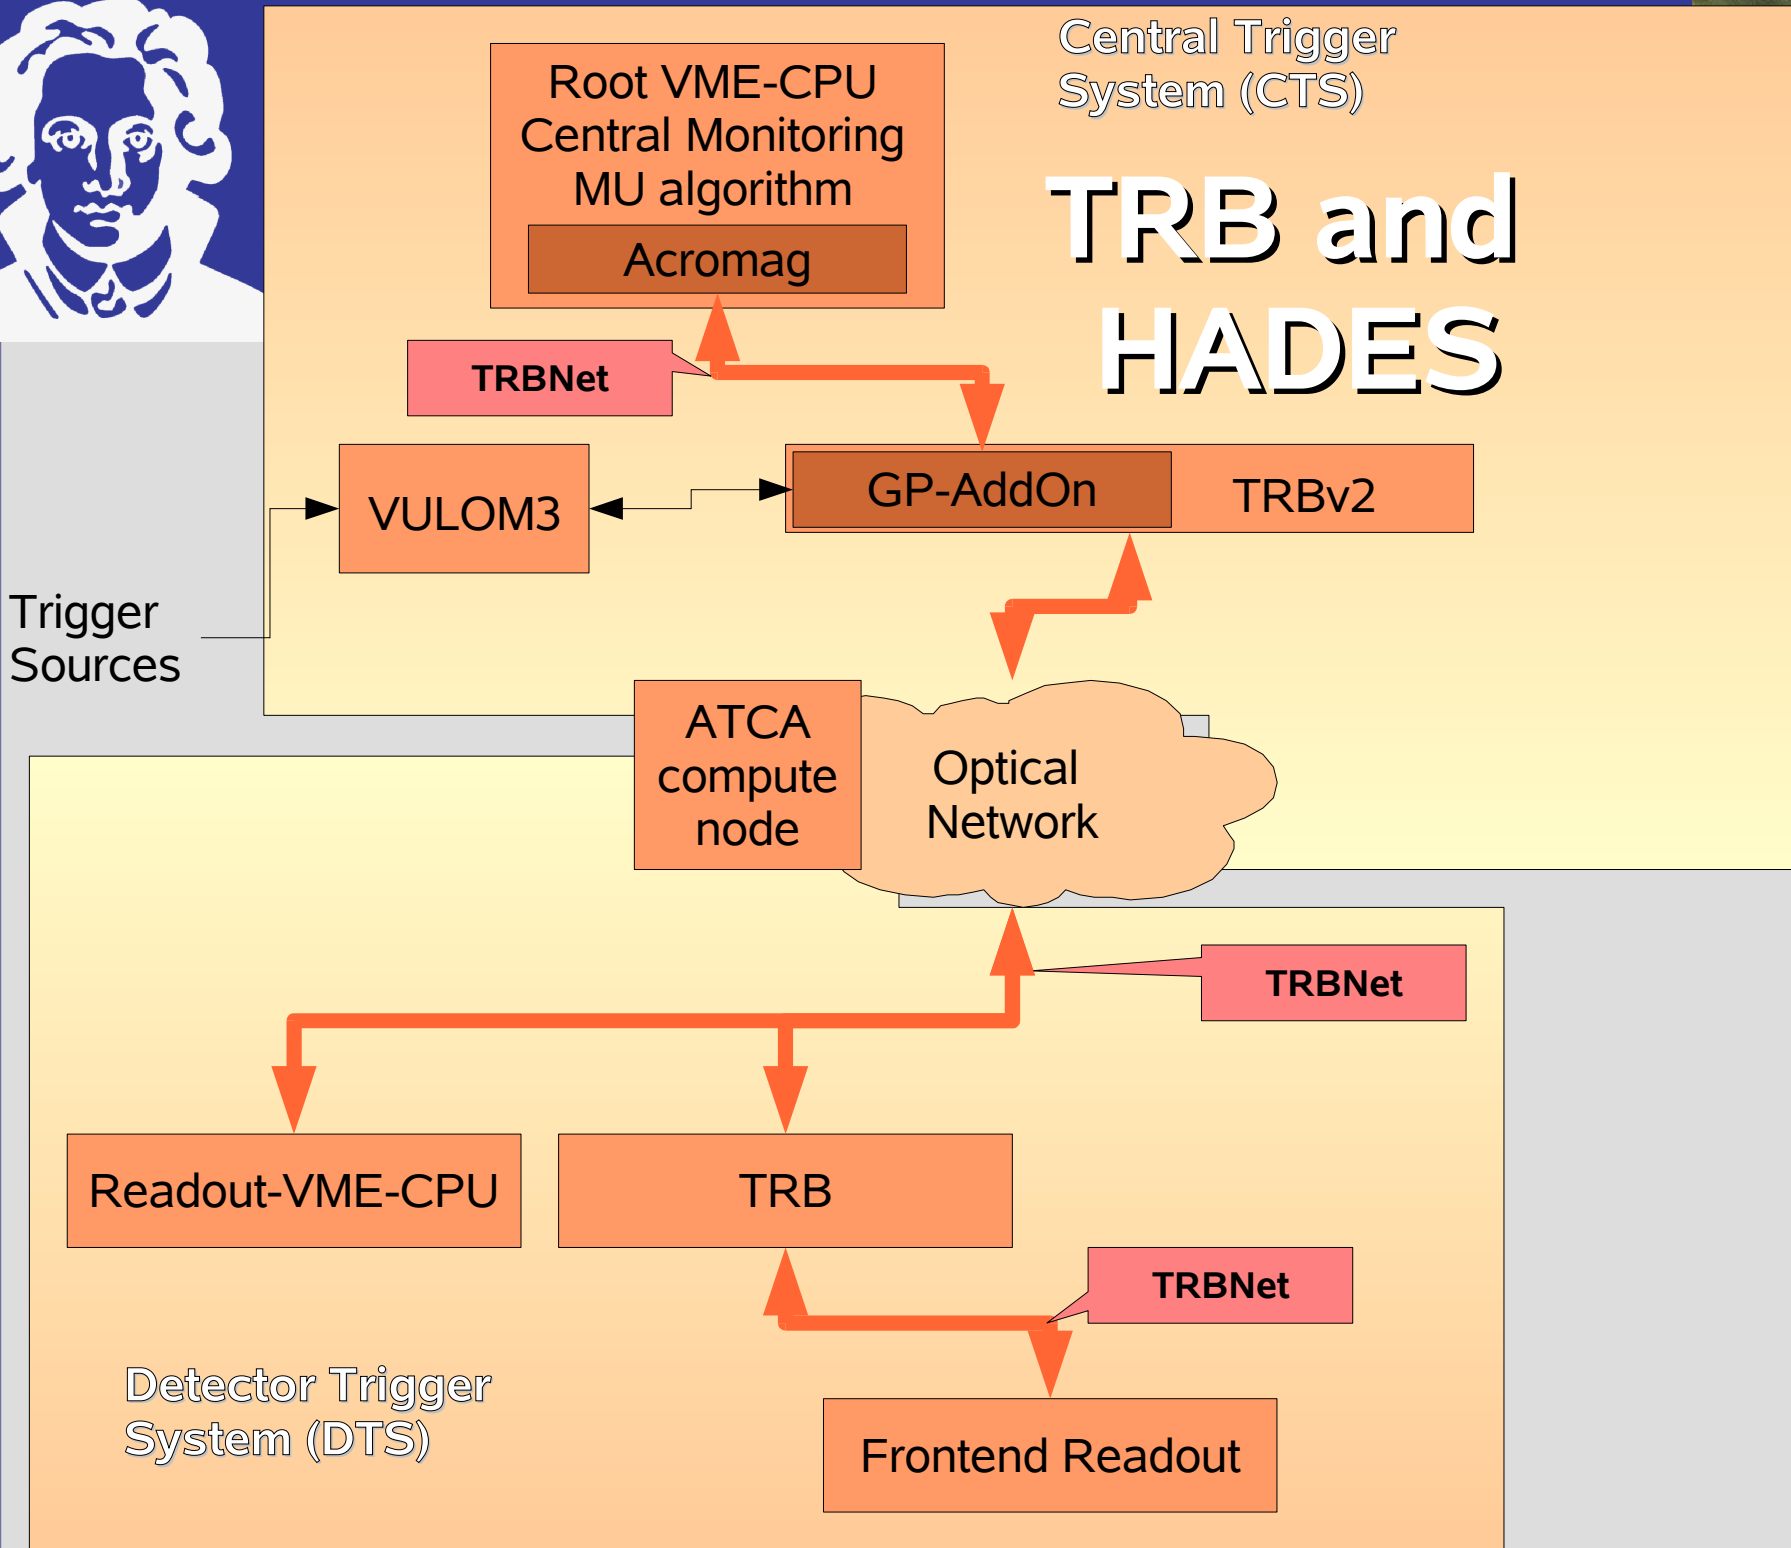 Central Trigger
System (CTS)
TRB and
HADES
Root VME-CPU
Central Monitoring
MU algorithm
Acromag
TRBNet
VULOM3
GP-AddOn
TRBv2
Trigger
Sources
ATCA
compute
node
Optical
Network
TRBNet
Readout-VME-CPU
TRB
TRBNet
Detector Trigger
System (DTS)
Frontend Readout